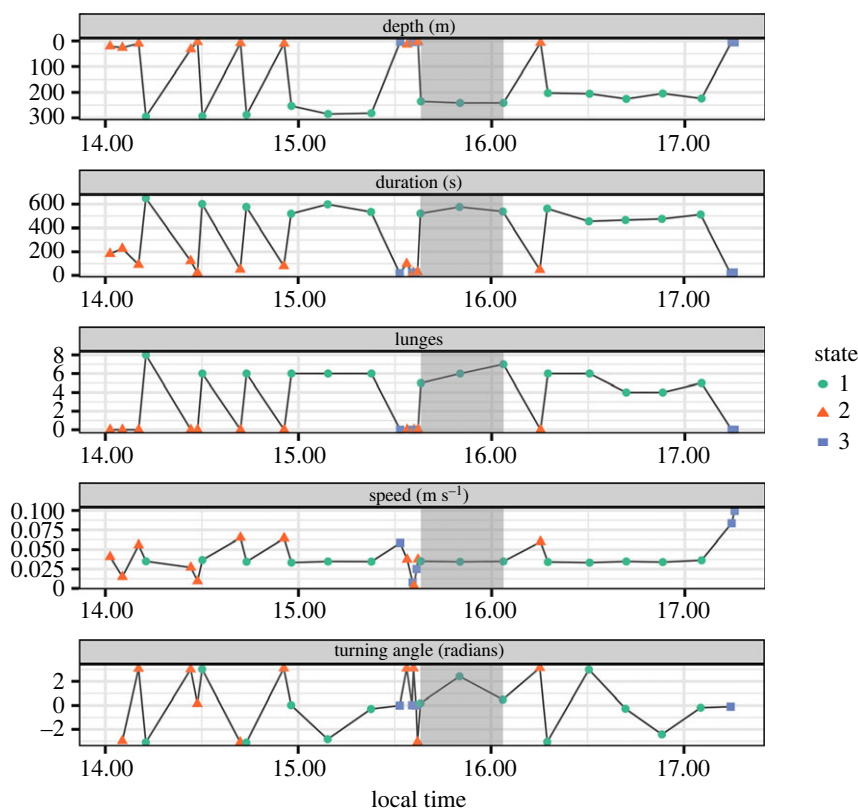 depth (m)
0
100
200
300
14.00 15.00 16.00 17.00
duration (s)
600
400
200
0
14.00 15.00 16.00 17.00
lunges
8
6
4
2
0
14.00 15.00 16.00 17.00
state
1
2
3
speed (m s⁻¹)
0.100
0.075
0.050
0.025
0
14.00 15.00 16.00 17.00
turning angle (radians)
2
0
−2
14.00 15.00 16.00 17.00
local time